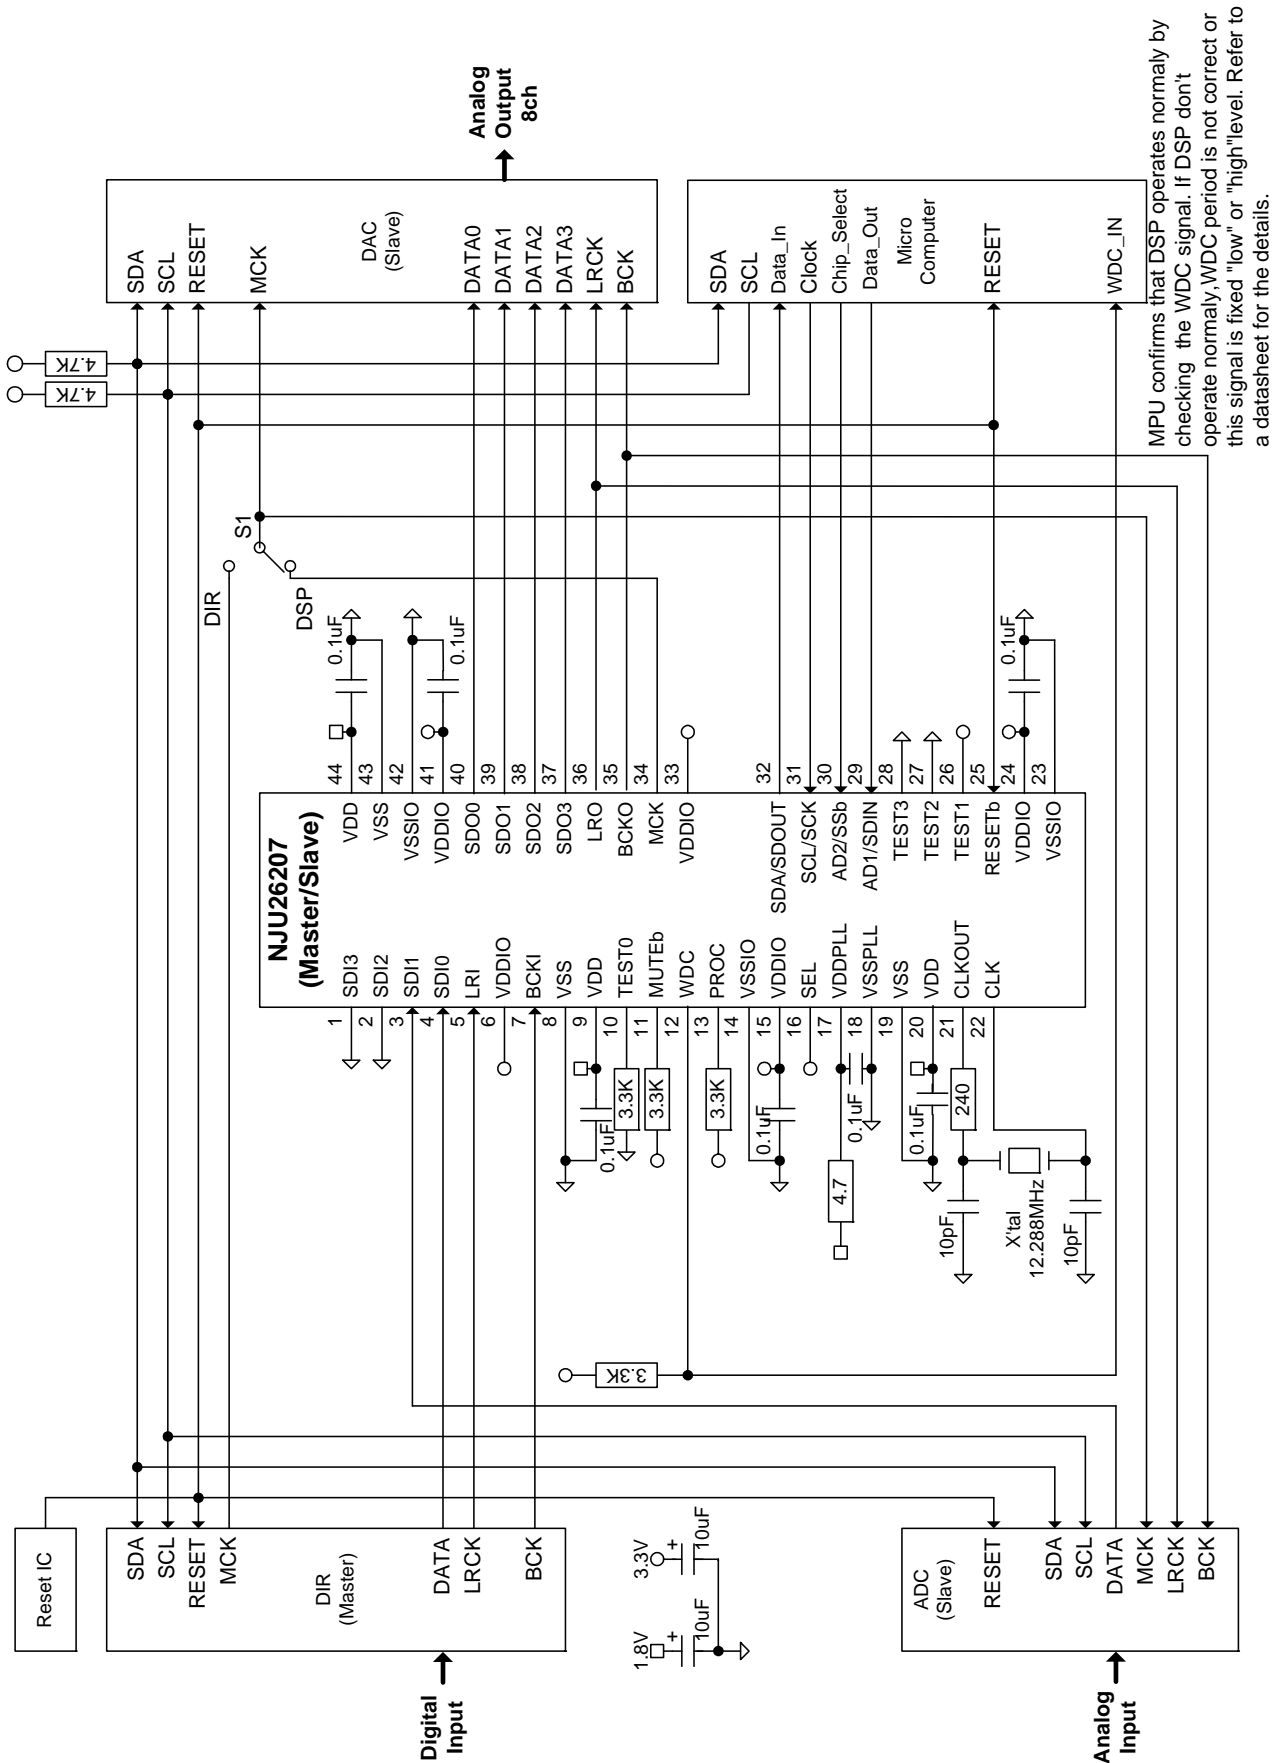 Reset IC
SDA
SCL
RESET
MCK
DIR
(Master)
DATA
LRCK
BCK
Digital
Input
1.8V
+
10uF
3.3V
+
10uF
ADC
(Slave)
RESET
SDA
SCL
DATA
MCK
LRCK
BCK
Analog
Input
3.3K
NJU26207
(Master/Slave)
1 SDI3
2 SDI2
3 SDI1
4 SDI0
5 LRI
6 VDDIO
7 BCKI
8 VSS
9 VDD
10 TEST0
11 MUTEb
12 WDC
13 PROC
14 VSSIO
15 VDDIO
16 SEL
17 VDDPLL
18 VSSPLL
19 VSS
20 VDD
21 CLKOUT
22 CLK
0.1uF
3.3K
3.3K
3.3K
0.1uF
4.7
0.1uF
0.1uF
240
10pF
X'tal
12.288MHz
10pF
VDD 44
VSS 43
VSSIO 42
VDDIO 41
SDO0 40
SDO1 39
SDO2 38
SDO3 37
LRO 36
BCKO 35
MCK 34
VDDIO 33
SDA/SDOUT 32
SCL/SCK 31
AD2/SSb 30
AD1/SDIN 29
TEST3 28
TEST2 27
TEST1 26
RESETb 25
VDDIO 24
VSSIO 23
0.1uF
0.1uF
0.1uF
DIR
DSP
S1
4.7K
4.7K
SDA
SCL
RESET
MCK
DAC
(Slave)
DATA0
DATA1
DATA2
DATA3
LRCK
BCK
Analog
Output
8ch
SDA
SCL
Data_In
Clock
Chip_Select
Data_Out
Micro
Computer
RESET
WDC_IN
MPU confirms that DSP operates normaly by
checking the WDC signal. If DSP don't
operate normaly,WDC period is not correct or
this signal is fixed "low" or "high"level. Refer to
a datasheet for the details.